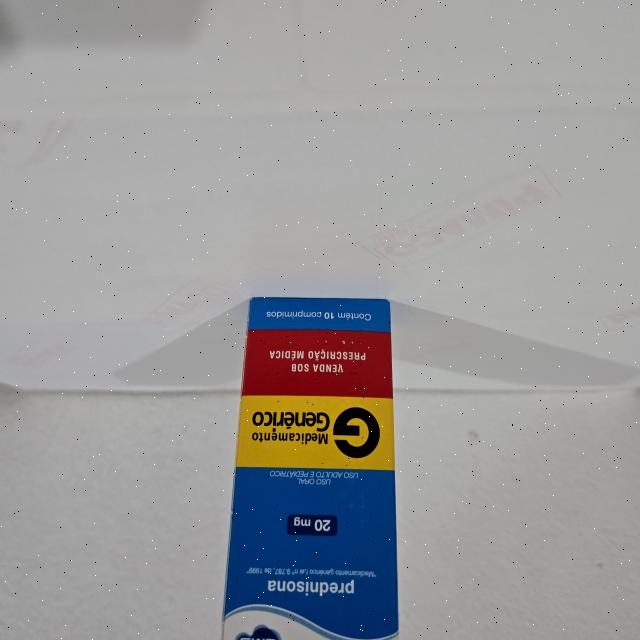 prednisona
"Medicamento genérico Lei nº 9.787, de 1999"
20 mg
USO ORAL
USO ADULTO E PEDIÁTRICO
G Medicamento
Genérico
VENDA SOB
PRESCRIÇÃO MÉDICA
Contém 10 comprimidos